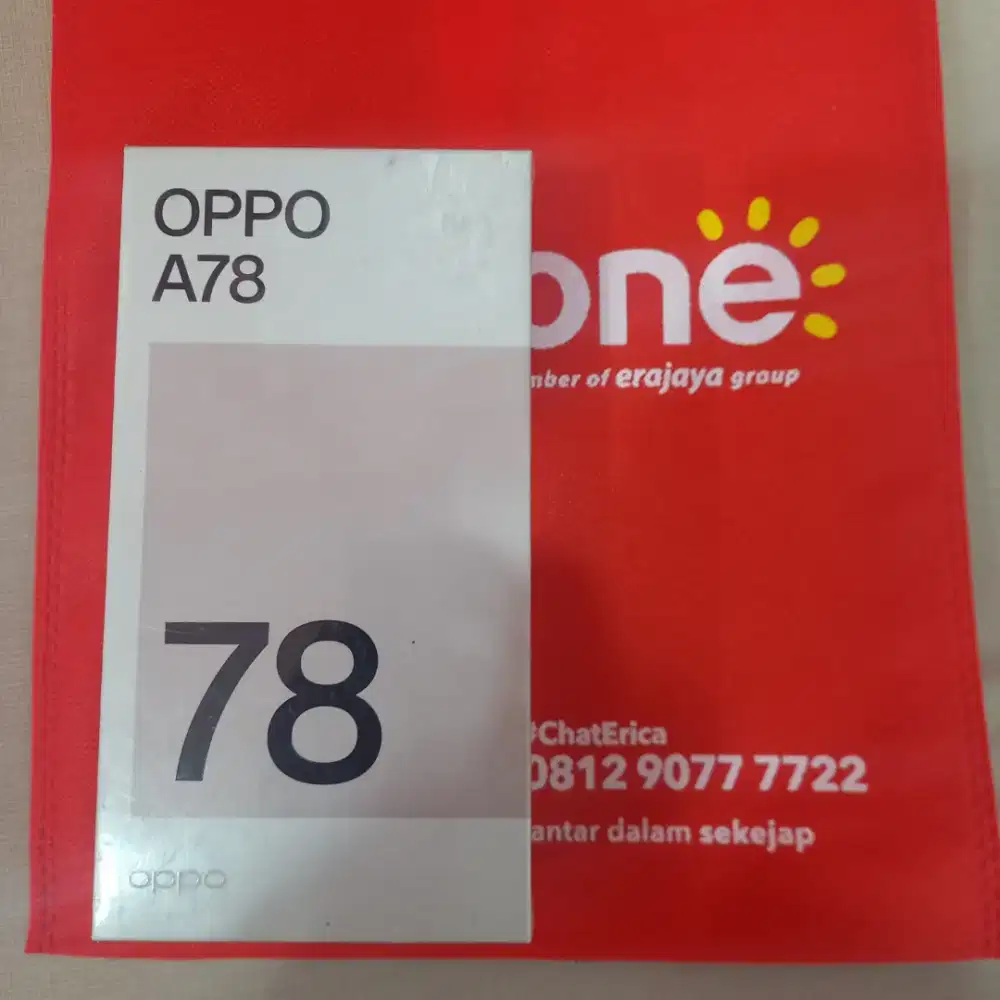 OPPO
A78
78
oppo
one
mber of erajaya group
#ChatErica
0812 9077 7722
antar dalam sekejap